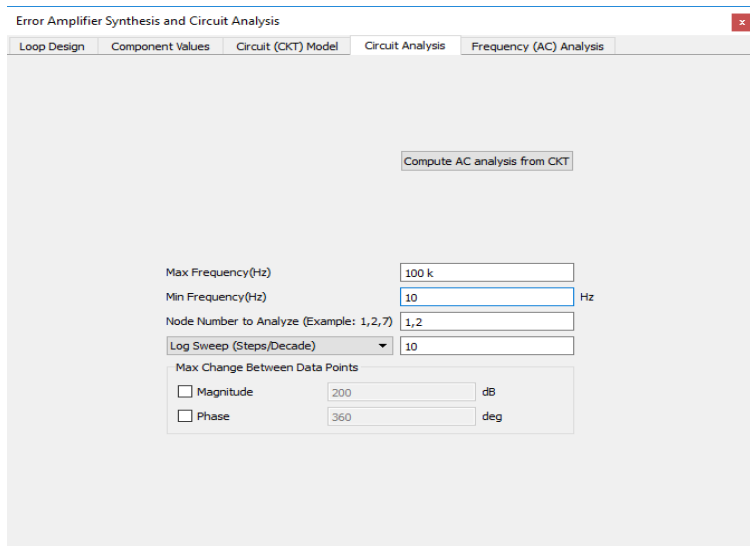 Error Amplifier Synthesis and Circuit Analysis x
Loop Design Component Values Circuit (CKT) Model Circuit Analysis Frequency (AC) Analysis
Compute AC analysis from CKT
Max Frequency(Hz) 100 k
Min Frequency(Hz) 10 Hz
Node Number to Analyze (Example: 1,2,7) 1,2
Log Sweep (Steps/Decade) 10
Max Change Between Data Points
Magnitude 200 dB
Phase 360 deg